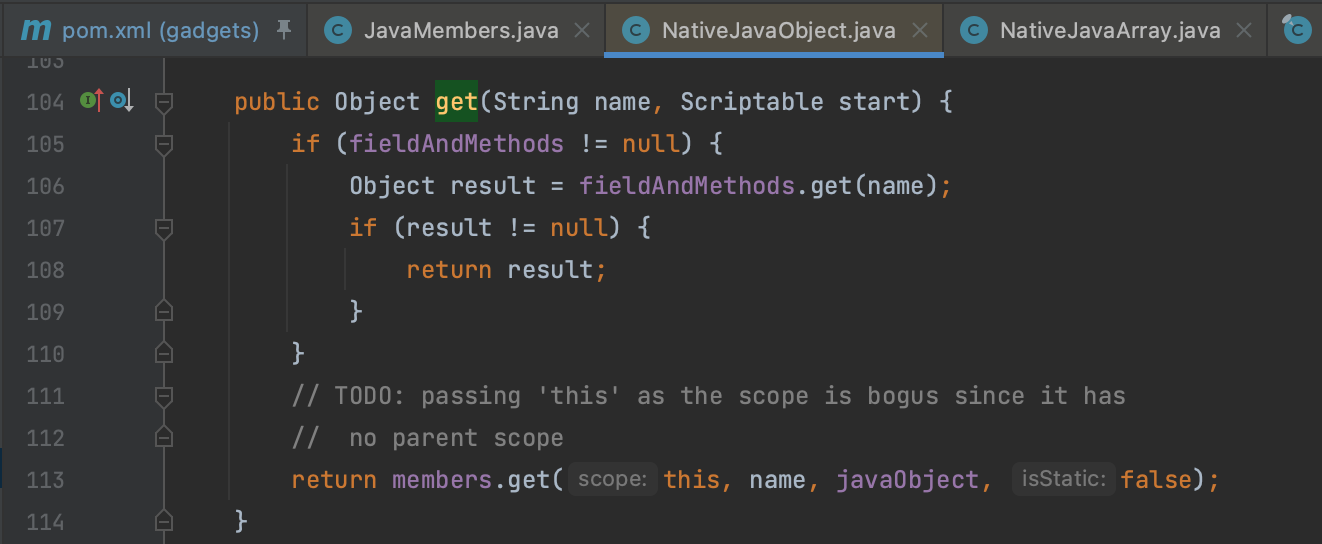 m pom.xml (gadgets) C JavaMembers.java C NativeJavaObject.java C NativeJavaArray.java C
103
104 public Object get(String name, Scriptable start) {
105 if (fieldAndMethods != null) {
106 Object result = fieldAndMethods.get(name);
107 if (result != null) {
108 return result;
109 }
110 }
111 // TODO: passing 'this' as the scope is bogus since it has
112 //  no parent scope
113 return members.get( scope: this, name, javaObject, isStatic: false);
114 }